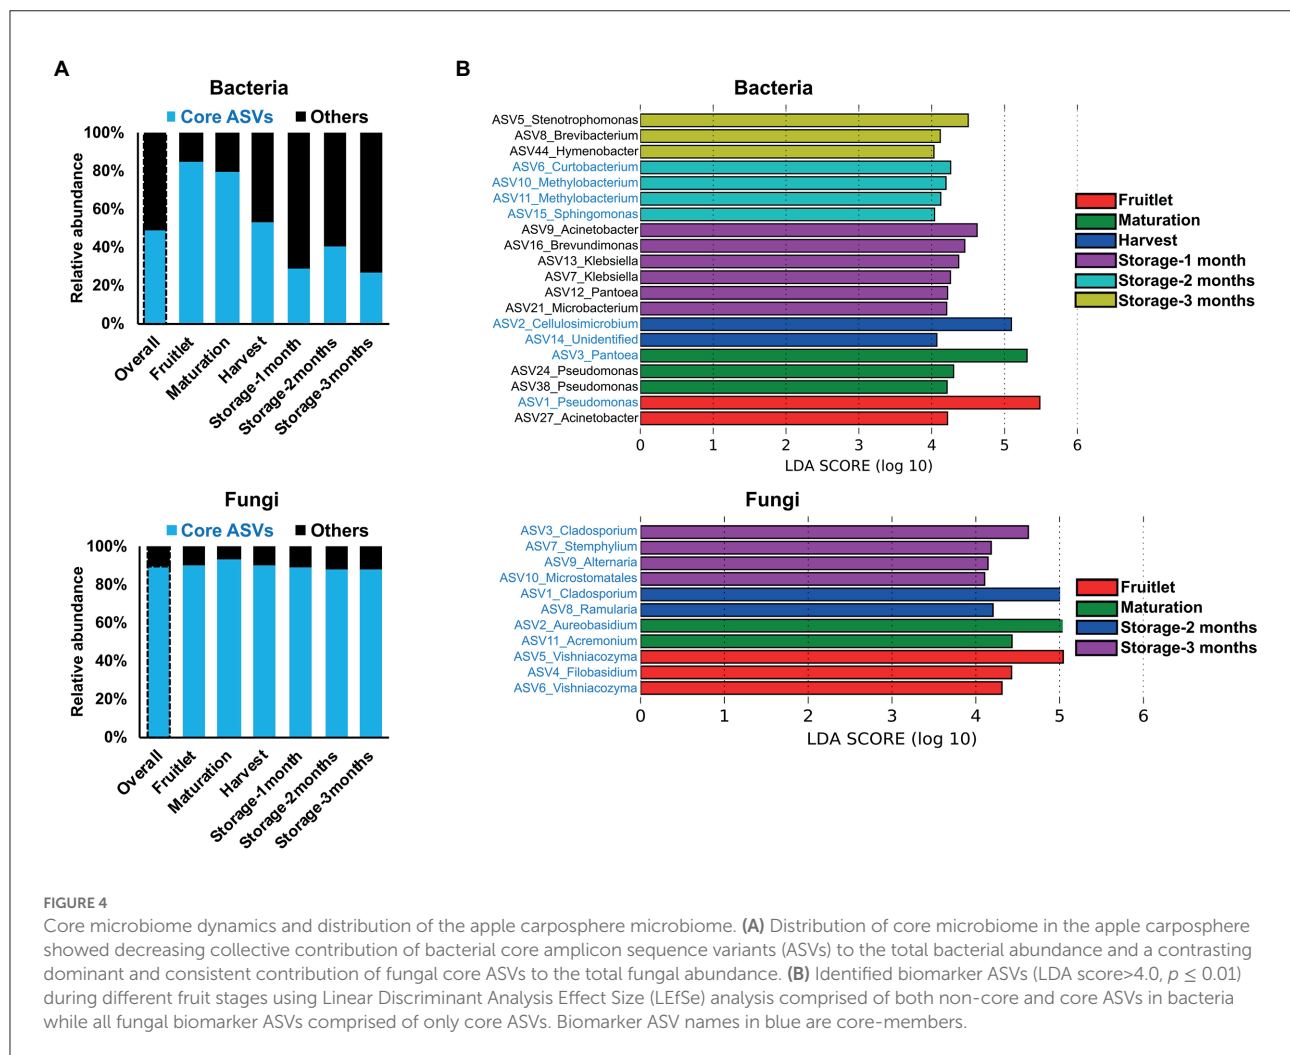 A
Bacteria
Core ASVs Others
Relative abundance
100%
80%
60%
40%
20%
0%
Overall
Fruitlet
Maturation
Harvest
Storage-1month
Storage-2months
Storage-3months
Fungi
Core ASVs Others
Relative abundance
100%
80%
60%
40%
20%
0%
Overall
Fruitlet
Maturation
Harvest
Storage-1month
Storage-2months
Storage-3months
B
Bacteria
ASV5_Stenotrophomonas
ASV8_Brevibacterium
ASV44_Hymenobacter
ASV6_Curtobacterium
ASV10_Methylobacterium
ASV11_Methylobacterium
ASV15_Sphingomonas
ASV9_Acinetobacter
ASV16_Brevundimonas
ASV13_Klebsiella
ASV7_Klebsiella
ASV12_Pantoea
ASV21_Microbacterium
ASV2_Cellulosimicrobium
ASV14_Unidentified
ASV3_Pantoea
ASV24_Pseudomonas
ASV38_Pseudomonas
ASV1_Pseudomonas
ASV27_Acinetobacter
0 1 2 3 4 5 6
LDA SCORE (log 10)
Fruitlet
Maturation
Harvest
Storage-1 month
Storage-2 months
Storage-3 months
Fungi
ASV3_Cladosporium
ASV7_Stemphylium
ASV9_Alternaria
ASV10_Microstomatales
ASV1_Cladosporium
ASV8_Ramularia
ASV2_Aureobasidium
ASV11_Acremonium
ASV5_Vishniacozyma
ASV4_Filobasidium
ASV6_Vishniacozyma
0 1 2 3 4 5 6
LDA SCORE (log 10)
Fruitlet
Maturation
Storage-2 months
Storage-3 months
FIGURE 4
Core microbiome dynamics and distribution of the apple carposphere microbiome. (A) Distribution of core microbiome in the apple carposphere
showed decreasing collective contribution of bacterial core amplicon sequence variants (ASVs) to the total bacterial abundance and a contrasting
dominant and consistent contribution of fungal core ASVs to the total fungal abundance. (B) Identified biomarker ASVs (LDA score>4.0, p ≤ 0.01)
during different fruit stages using Linear Discriminant Analysis Effect Size (LEfSe) analysis comprised of both non-core and core ASVs in bacteria
while all fungal biomarker ASVs comprised of only core ASVs. Biomarker ASV names in blue are core-members.